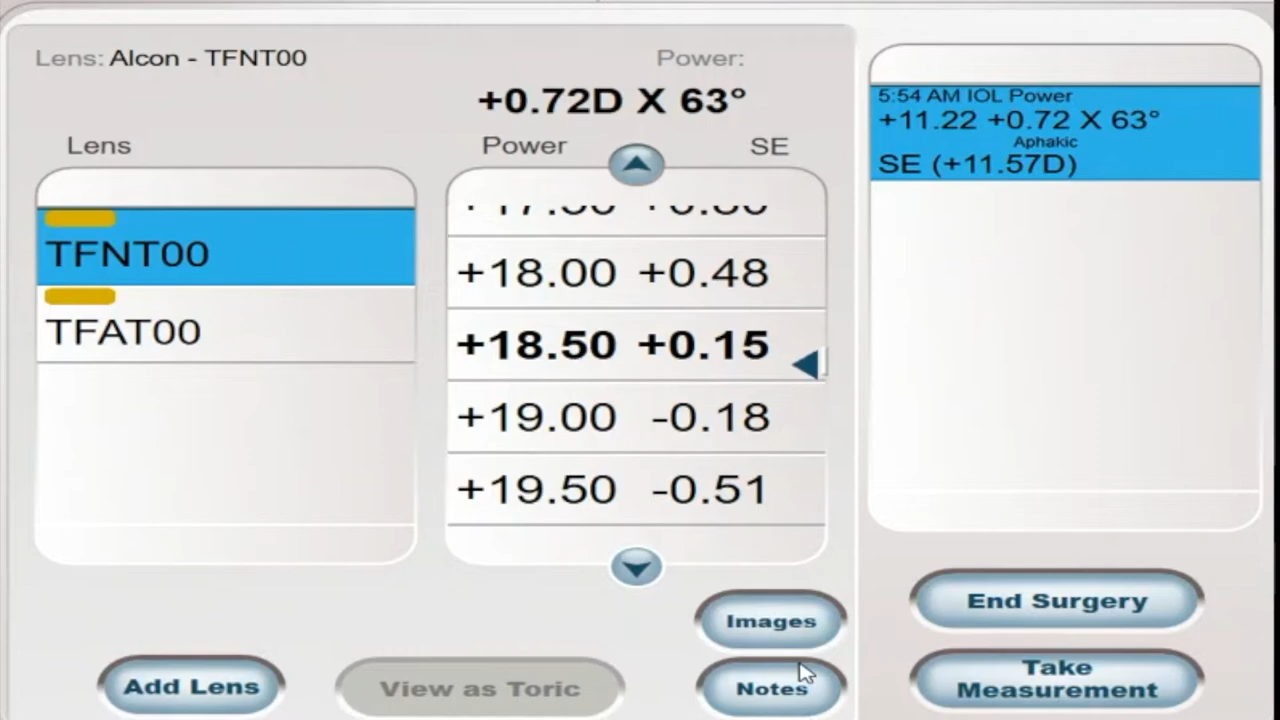 Lens: Alcon - TFNT00
Power:
+0.72D X 63°
Lens
Power SE
TFNT00
TFAT00
+18.00 +0.48
+18.50 +0.15
+19.00 -0.18
+19.50 -0.51
Images
Add Lens
View as Toric
Notes
5:54 AM IOL Power
+11.22 +0.72 X 63°
Aphakic
SE (+11.57D)
End Surgery
Take
Measurement